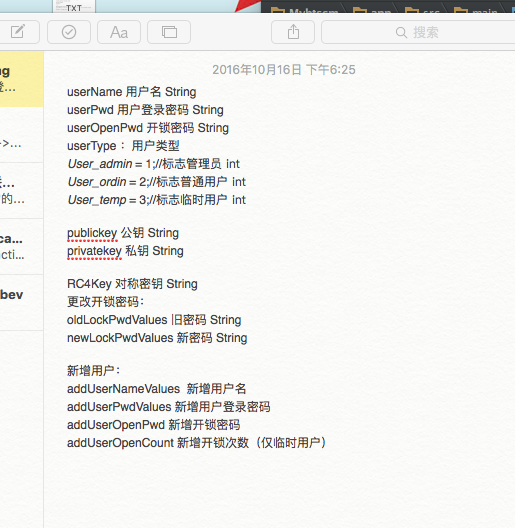 TXT
Mybtssm
app
src
main
Aa
搜索
ng
登...
->...
...
的...
ca...
nctio...
bev
2016年10月16日 下午6:25
userName 用户名 String
userPwd 用户登录密码 String
userOpenPwd 开锁密码 String
userType ：用户类型
User_admin = 1;//标志管理员 int
User_ordin = 2;//标志普通用户 int
User_temp = 3;//标志临时用户 int
publickey 公钥 String
privatekey 私钥 String
RC4Key 对称密钥 String
更改开锁密码：
oldLockPwdValues 旧密码 String
newLockPwdValues 新密码 String
新增用户：
addUserNameValues 新增用户名
addUserPwdValues 新增用户登录密码
addUserOpenPwd 新增开锁密码
addUserOpenCount 新增开锁次数（仅临时用户）